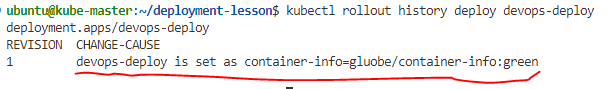 ubuntu@kube-master:~/deployment-lesson$ kubectl rollout history deploy devops-deploy
deployment.apps/devops-deploy
REVISION  CHANGE-CAUSE
1         devops-deploy is set as container-info=gluobe/container-info:green